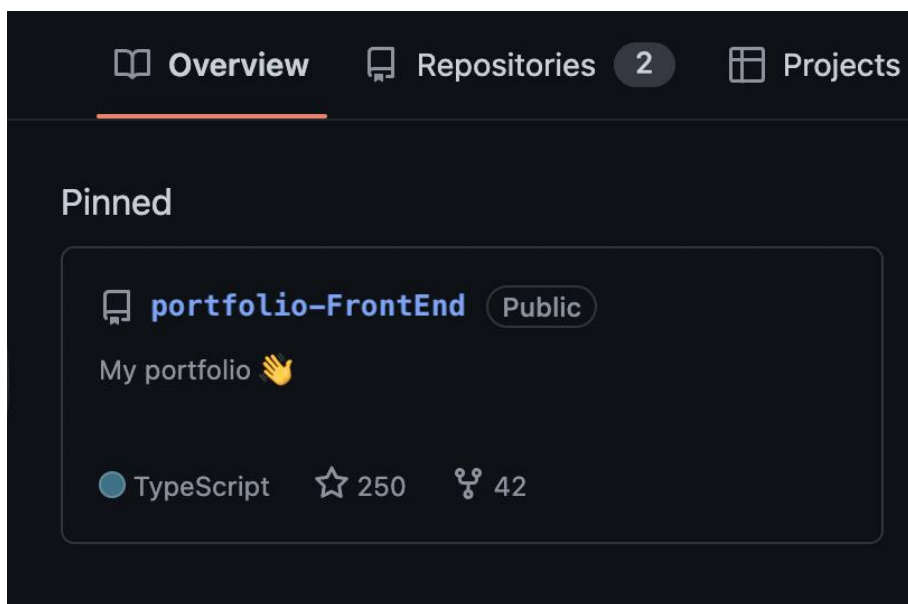 Overview Repositories 2 Projects
Pinned
portfolio-FrontEnd Public
My portfolio 👋
TypeScript 250 42